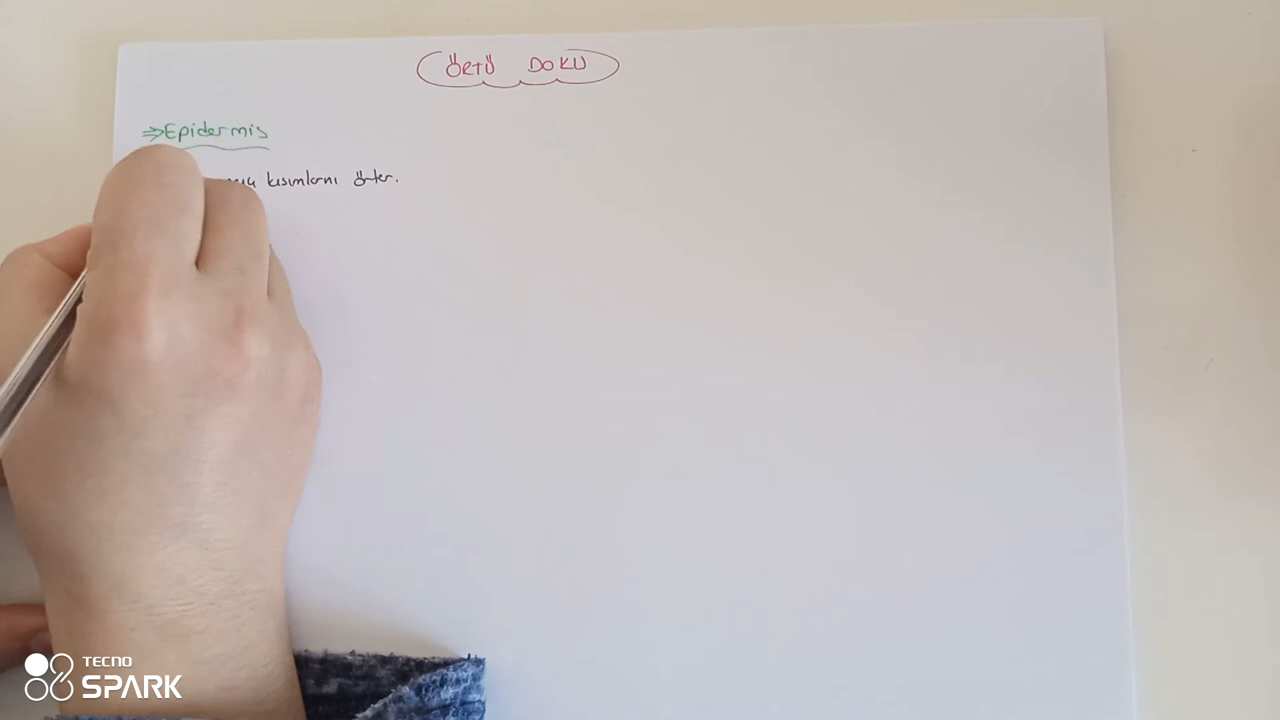 ÖRTÜ DOKU
⇒Epidermis
kısımlarını örter.
TECNO
SPARK